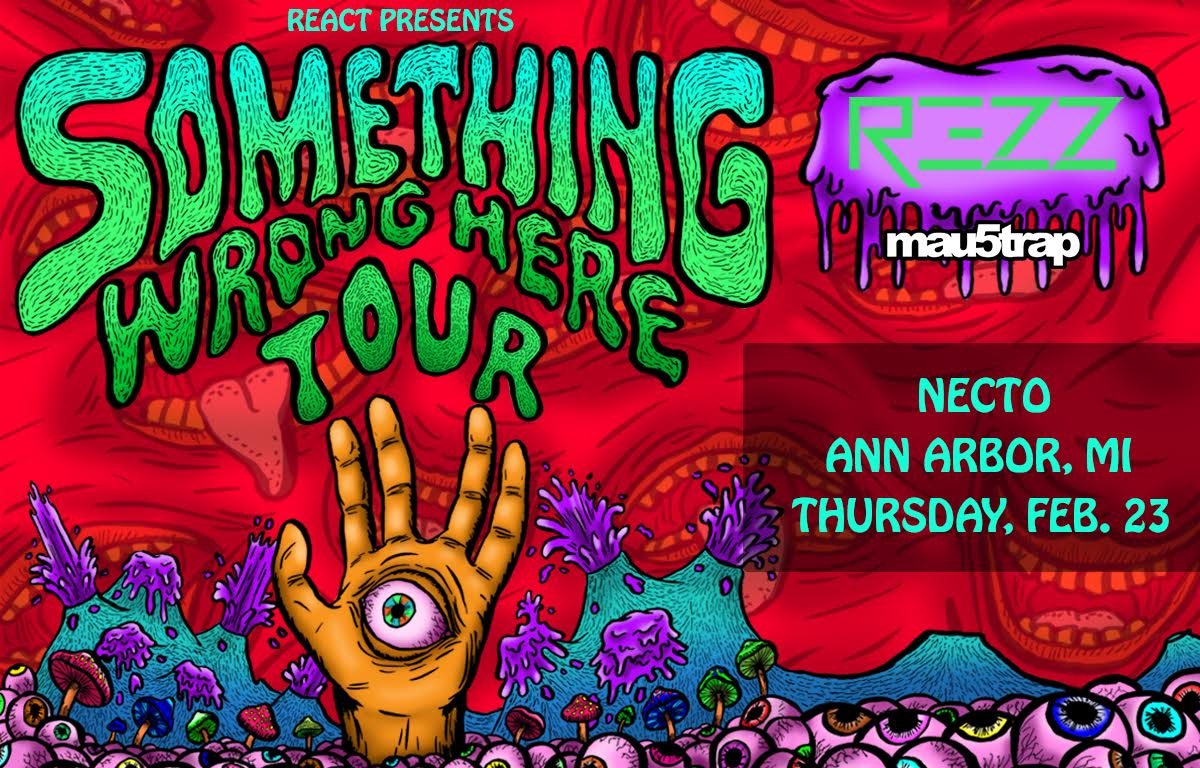 REACT PRESENTS
SOMETHING
WRONG HERE
TOUR
REZZ
mau5trap
NECTO
ANN ARBOR, MI
THURSDAY, FEB. 23